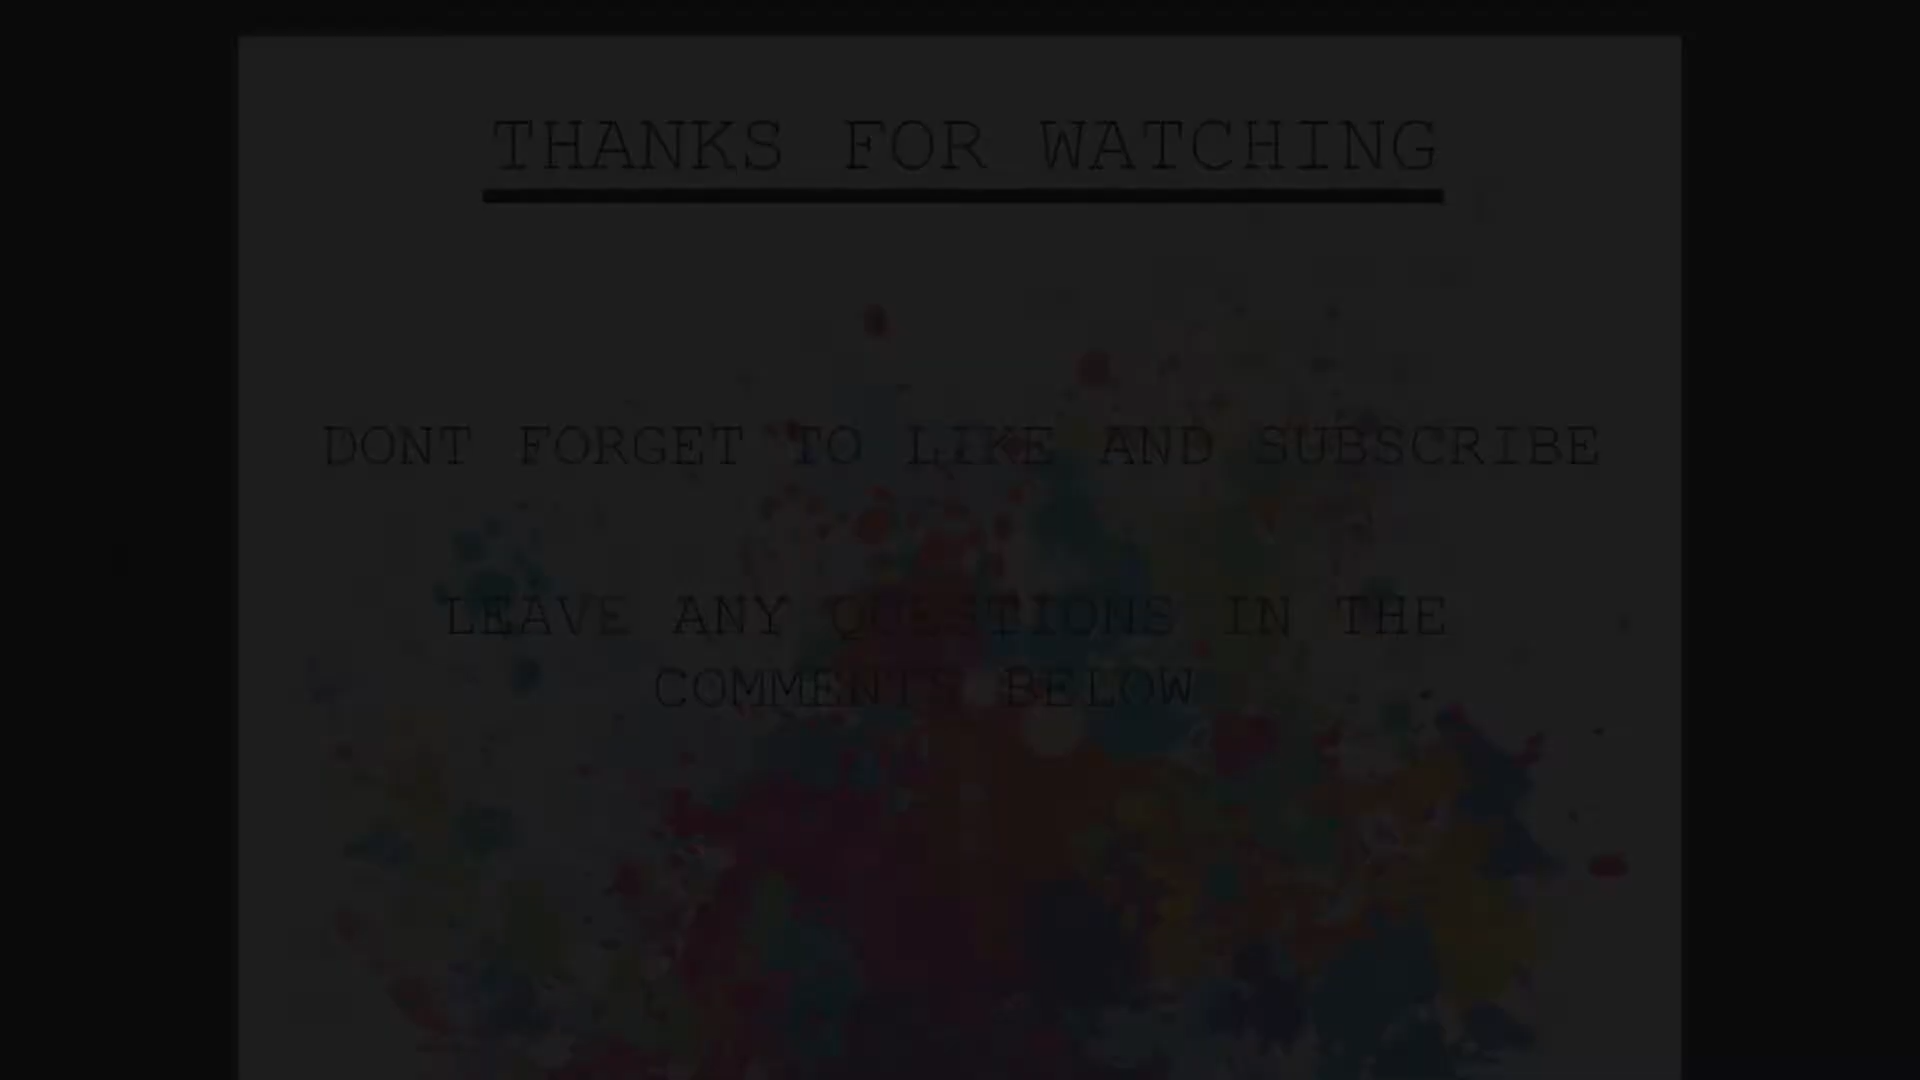 THANKS FOR WATCHING
DONT FORGET TO LIKE AND SUBSCRIBE
LEAVE ANY QUESTIONS IN THE
COMMENTS BELOW